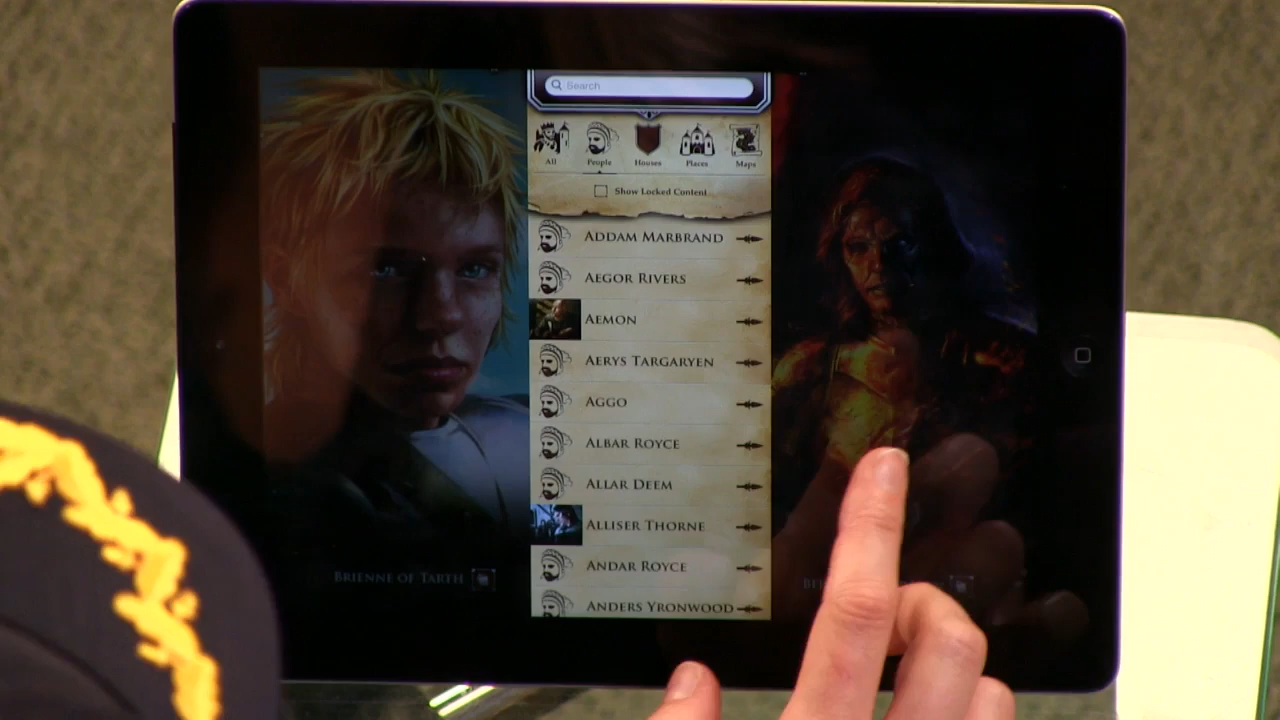 Search
All
People
Houses
Places
Maps
Show Locked Content
ADDAM MARBRAND
AEGOR RIVERS
AEMON
AERYS TARGARYEN
AGGO
ALBAR ROYCE
ALLAR DEEM
ALLISER THORNE
ANDAR ROYCE
ANDERS YRONWOOD
BRIENNE OF TARTH